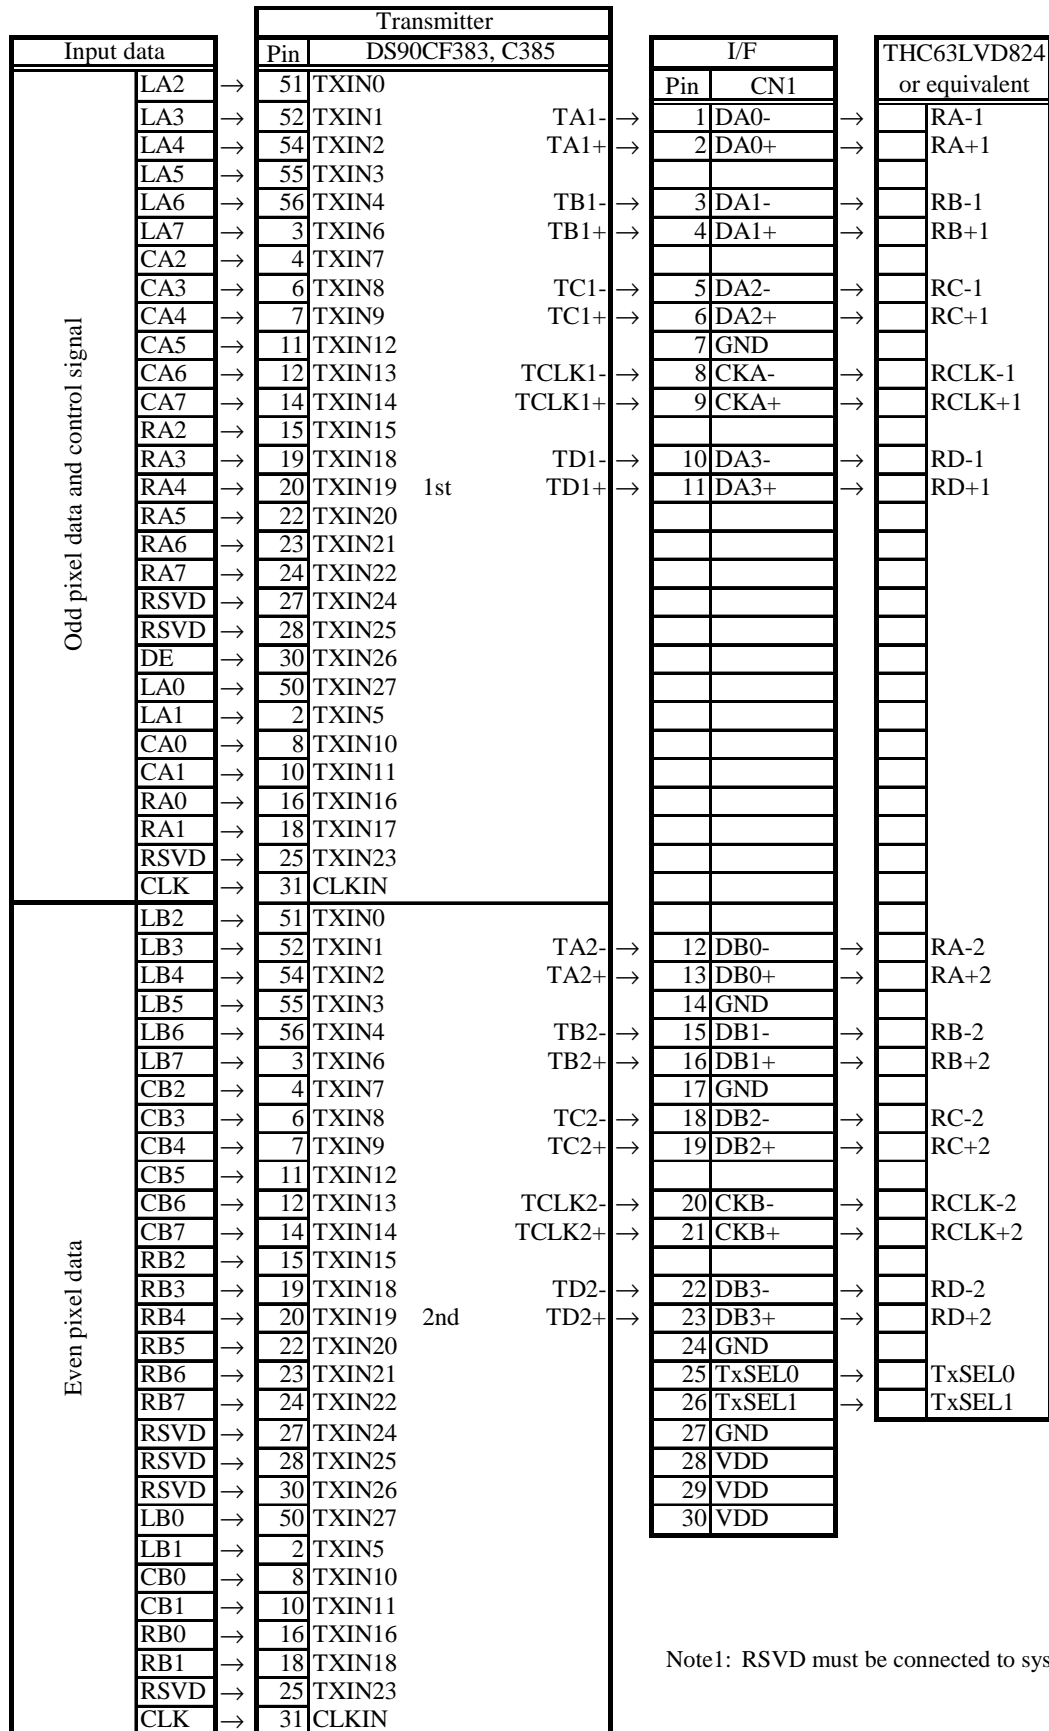 Transmitter
Input data Pin DS90CF383, C385 I/F THC63LVD824
LA2 → 51 TXIN0 Pin CN1 or equivalent
LA3 → 52 TXIN1 TA1- → 1 DA0- → RA-1
LA4 → 54 TXIN2 TA1+ → 2 DA0+ → RA+1
LA5 → 55 TXIN3
LA6 → 56 TXIN4 TB1- → 3 DA1- → RB-1
LA7 → 3 TXIN6 TB1+ → 4 DA1+ → RB+1
CA2 → 4 TXIN7
CA3 → 6 TXIN8 TC1- → 5 DA2- → RC-1
CA4 → 7 TXIN9 TC1+ → 6 DA2+ → RC+1
CA5 → 11 TXIN12 7 GND
CA6 → 12 TXIN13 TCLK1- → 8 CKA- → RCLK-1
CA7 → 14 TXIN14 TCLK1+ → 9 CKA+ → RCLK+1
RA2 → 15 TXIN15
RA3 → 19 TXIN18 TD1- → 10 DA3- → RD-1
RA4 → 20 TXIN19 1st TD1+ → 11 DA3+ → RD+1
RA5 → 22 TXIN20
RA6 → 23 TXIN21
RA7 → 24 TXIN22
RSVD → 27 TXIN24
RSVD → 28 TXIN25
DE → 30 TXIN26
LA0 → 50 TXIN27
LA1 → 2 TXIN5
CA0 → 8 TXIN10
CA1 → 10 TXIN11
RA0 → 16 TXIN16
RA1 → 18 TXIN17
RSVD → 25 TXIN23
CLK → 31 CLKIN
Odd pixel data and control signal
LB2 → 51 TXIN0
LB3 → 52 TXIN1 TA2- → 12 DB0- → RA-2
LB4 → 54 TXIN2 TA2+ → 13 DB0+ → RA+2
LB5 → 55 TXIN3 14 GND
LB6 → 56 TXIN4 TB2- → 15 DB1- → RB-2
LB7 → 3 TXIN6 TB2+ → 16 DB1+ → RB+2
CB2 → 4 TXIN7 17 GND
CB3 → 6 TXIN8 TC2- → 18 DB2- → RC-2
CB4 → 7 TXIN9 TC2+ → 19 DB2+ → RC+2
CB5 → 11 TXIN12
CB6 → 12 TXIN13 TCLK2- → 20 CKB- → RCLK-2
CB7 → 14 TXIN14 TCLK2+ → 21 CKB+ → RCLK+2
RB2 → 15 TXIN15
RB3 → 19 TXIN18 TD2- → 22 DB3- → RD-2
RB4 → 20 TXIN19 2nd TD2+ → 23 DB3+ → RD+2
RB5 → 22 TXIN20 24 GND
RB6 → 23 TXIN21 25 TxSEL0 → TxSEL0
RB7 → 24 TXIN22 26 TxSEL1 → TxSEL1
RSVD → 27 TXIN24 27 GND
RSVD → 28 TXIN25 28 VDD
RSVD → 30 TXIN26 29 VDD
LB0 → 50 TXIN27 30 VDD
LB1 → 2 TXIN5
CB0 → 8 TXIN10
CB1 → 10 TXIN11
RB0 → 16 TXIN16
RB1 → 18 TXIN18 Note1: RSVD must be connected to sys
RSVD → 25 TXIN23
CLK → 31 CLKIN
Even pixel data